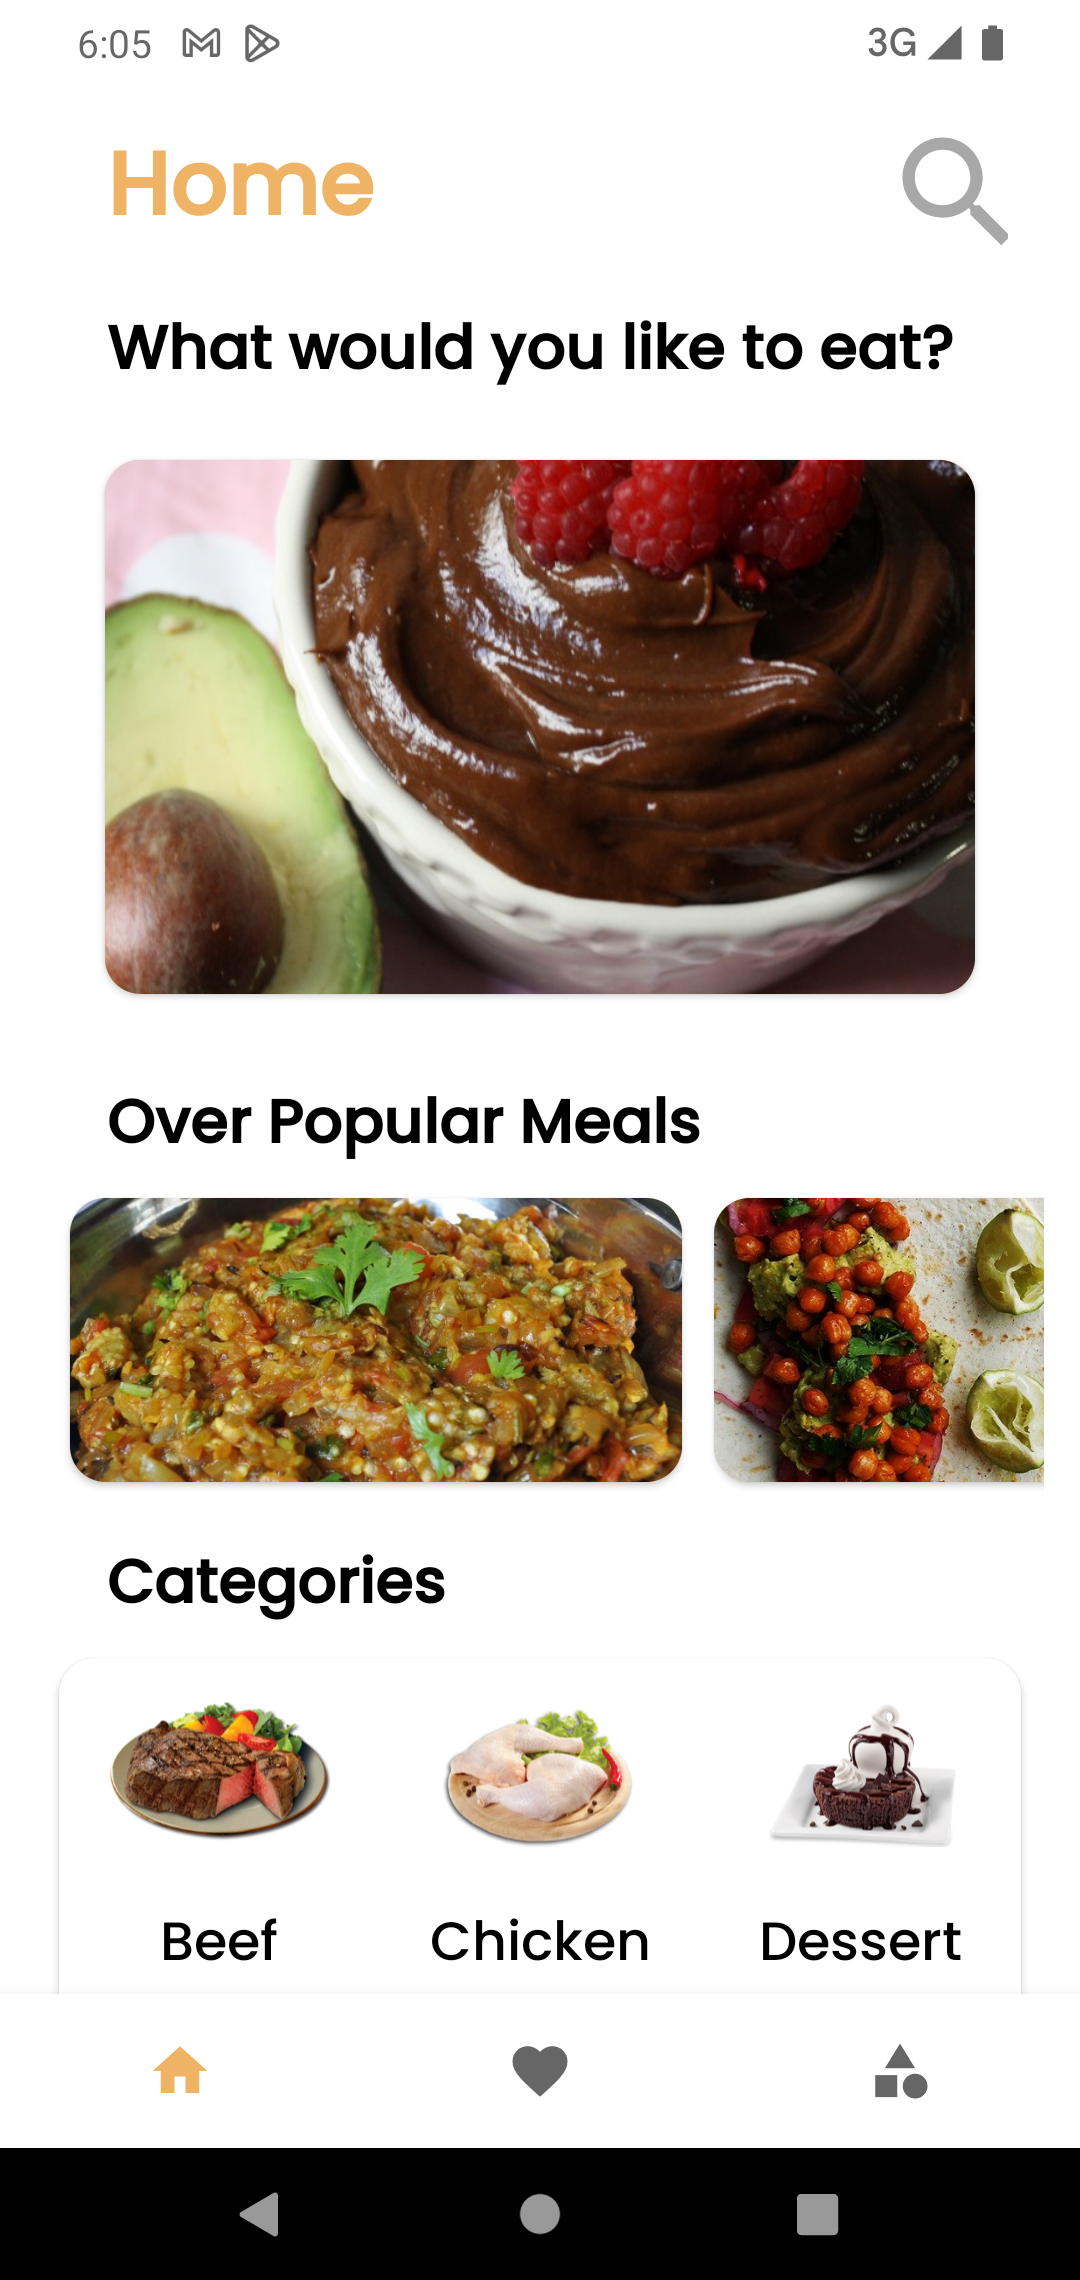 6:05 3G
Home
What would you like to eat?
Over Popular Meals
Categories
Beef Chicken Dessert